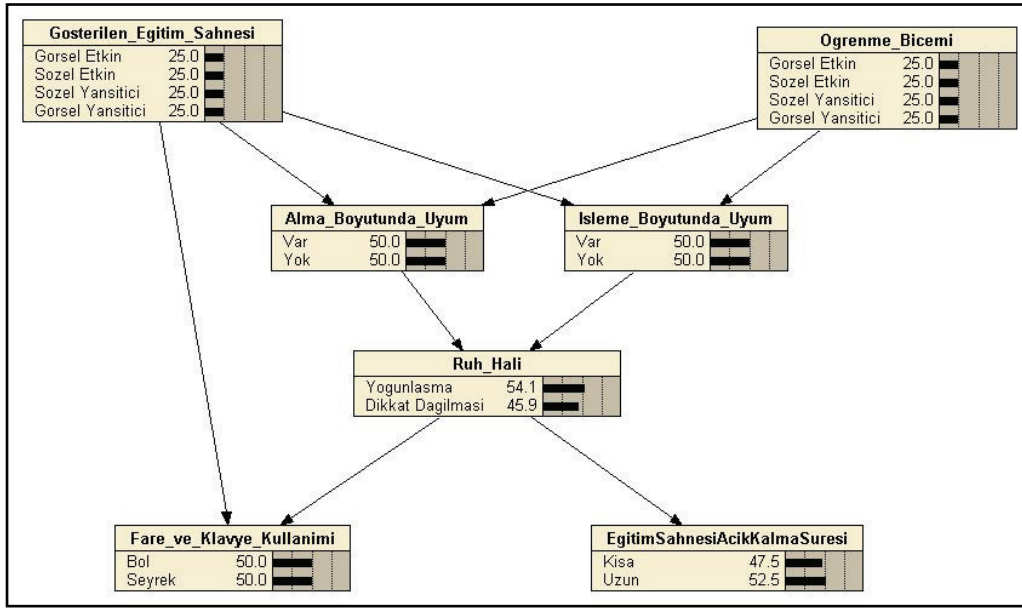 Gosterilen_Egitim_Sahnesi
Gorsel Etkin 25.0
Sozel Etkin 25.0
Sozel Yansitici 25.0
Gorsel Yansitici 25.0
Ogrenme_Bicemi
Gorsel Etkin 25.0
Sozel Etkin 25.0
Sozel Yansitici 25.0
Gorsel Yansitici 25.0
Alma_Boyutunda_Uyum
Var 50.0
Yok 50.0
Isleme_Boyutunda_Uyum
Var 50.0
Yok 50.0
Ruh_Hali
Yogunlasma 54.1
Dikkat Dagilmasi 45.9
Fare_ve_Klavye_Kullanimi
Bol 50.0
Seyrek 50.0
EgitimSahnesiAcikKalmaSuresi
Kisa 47.5
Uzun 52.5